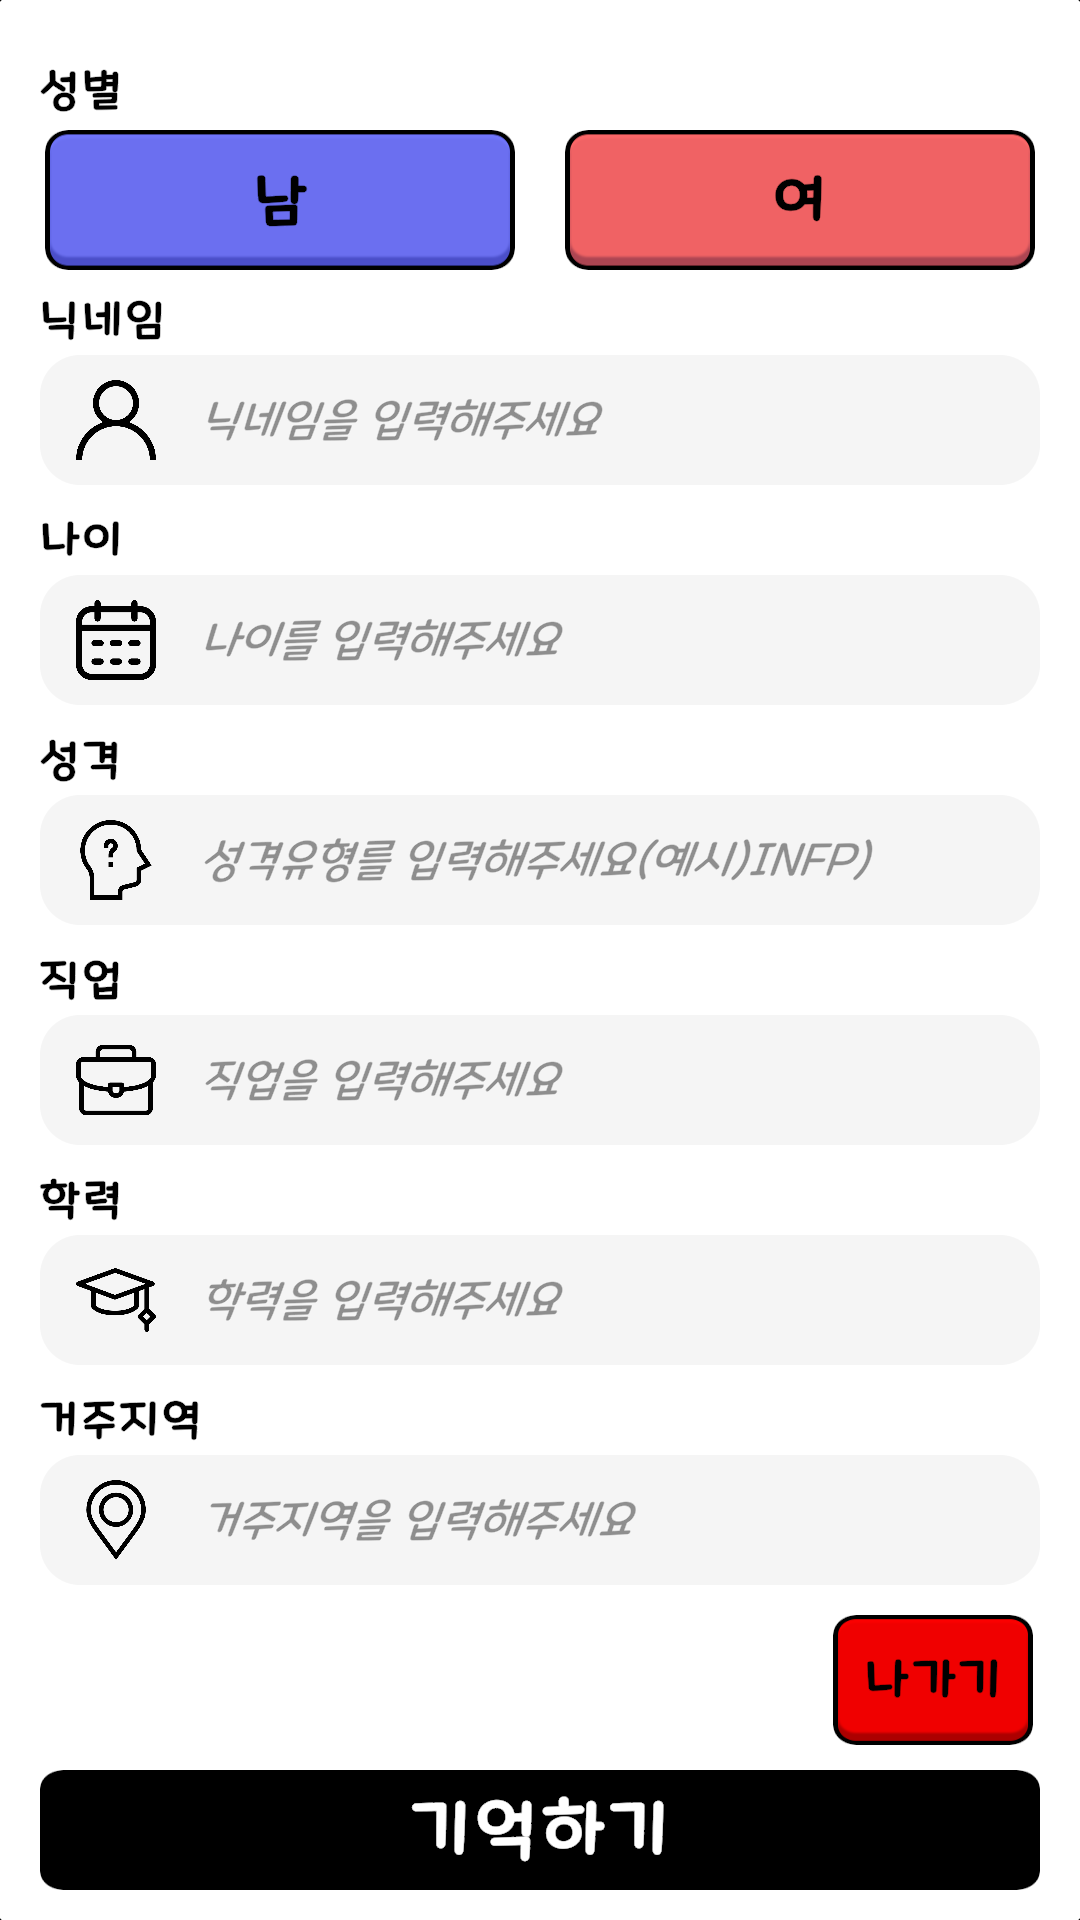 성별
남 여
닉네임
닉네임을 입력해주세요
나이
나이를 입력해주세요
성격
성격유형를 입력해주세요(예시)INFP)
직업
직업을 입력해주세요
학력
학력을 입력해주세요
거주지역
거주지역을 입력해주세요
나가기
기억하기